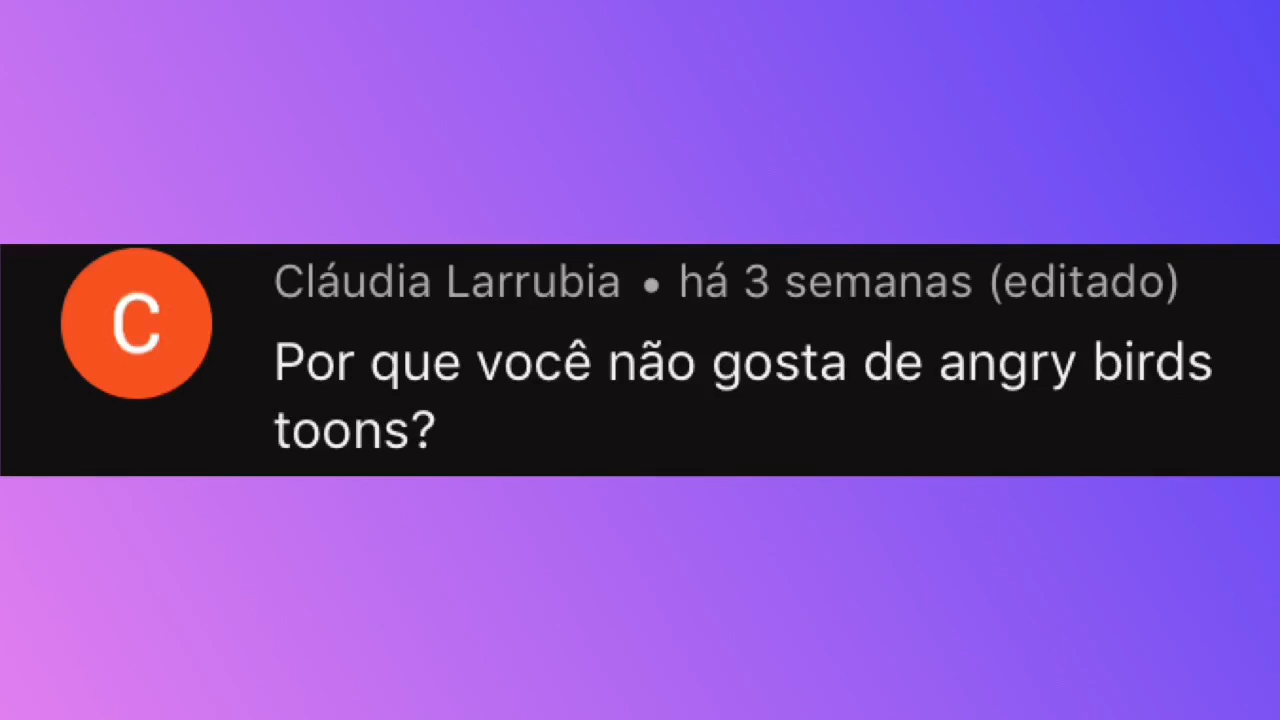 C
Cláudia Larrubia • há 3 semanas (editado)
Por que você não gosta de angry birds
toons?